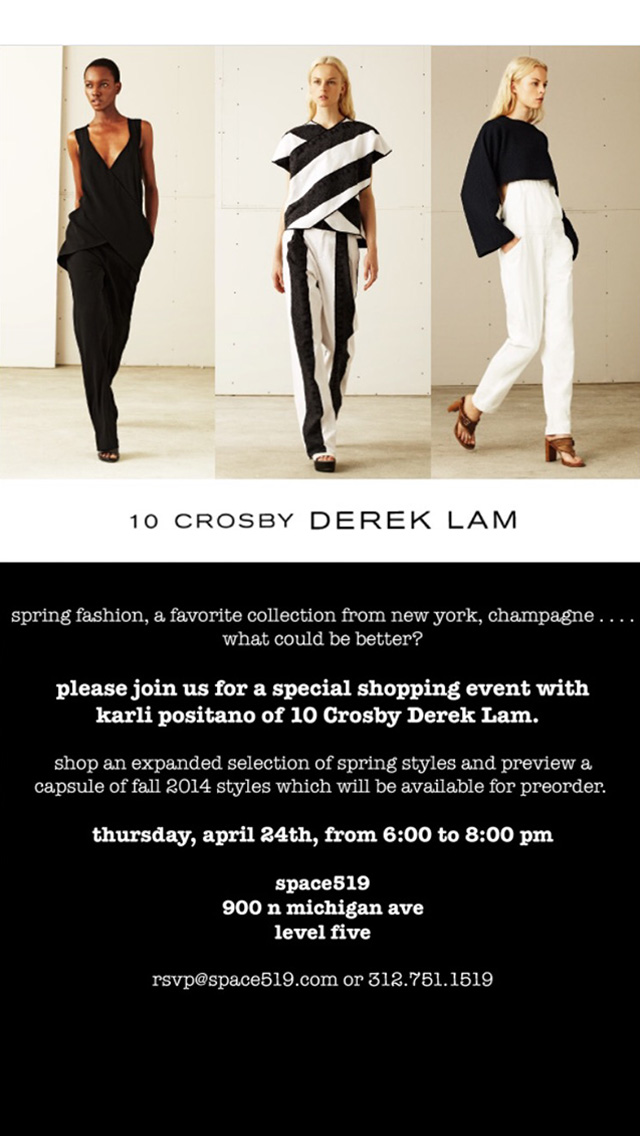 10 CROSBY DEREK LAM
spring fashion, a favorite collection from new york, champagne . . . .
what could be better?
please join us for a special shopping event with
karli positano of 10 Crosby Derek Lam.
shop an expanded selection of spring styles and preview a
capsule of fall 2014 styles which will be available for preorder.
thursday, april 24th, from 6:00 to 8:00 pm
space519
900 n michigan ave
level five
rsvp@space519.com or 312.751.1519